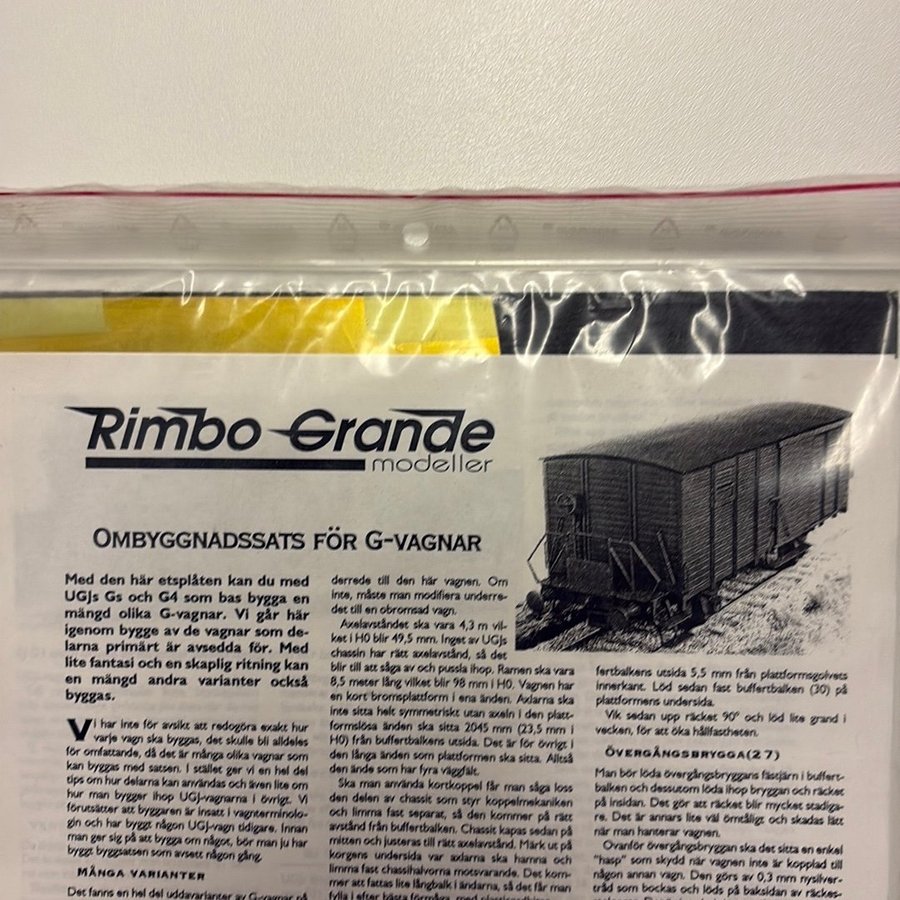 Rimbo Grande
modeller
OMBYGGNADSSATS FÖR G-VAGNAR
Med den här etsplåten kan du med
UGJs Gs och G4 som bas bygga en
mängd olika G-vagnar. Vi går här
igenom bygge av de vagnar som de-
larna primärt är avsedda för. Med
lite fantasi och en skaplig ritning kan
en mängd andra varianter också
byggas.
Vi har inte för avsikt att redogöra exakt hur
varje vagn ska byggas, det skulle bli alldeles
för omfattande, då det är många olika vagnar som
kan byggas med satsen. I stället ger vi en hel del
tips om hur delarna kan användas och även lite om
hur man bygger ihop UGJ-vagnarna i övrigt. Vi
förutsätter att byggaren är insatt i vagnterminolo-
gin och har byggt någon UGJ-vagn tidigare. Innan
man ger sig på att bygga om något, bör man ju har
byggt byggsatsen som avsett någon gång.
MÅNGA VARIANTER
Det fanns en hel del uddavarianter av G-vagnar på
derrede till den här vagnen. Om
inte, måste man modifiera underre-
det till en obromsad vagn.
Axelavståndet ska vara 4,3 m vil-
ket i H0 blir 49,5 mm. Inget av UGJs
chassin har rätt axelavstånd, så det
blir till att såga av och pussla ihop. Ramen ska vara
8,5 meter lång vilket blir 98 mm i H0. Vagnen har
en kort bromsplattform i ena änden. Axlarna ska
inte sitta helt symmetriskt utan axeln i den platt-
formslösa änden ska sitta 2045 mm (23,5 mm i
H0) från buffertbalkens utsida. Det är för övrigt i
den långa änden som plattformen ska sitta. Alltså
den ände som har fyra väggfält.
Ska man använda kortkoppel får man såga loss
den delen av chassit som styr koppelmekaniken
och limma fast separat, så den kommer på rätt
avstånd från buffertbalken. Chassit kapas sedan på
mitten och justeras till rätt axelavstånd. Märk ut på
korgens undersida var axlarna ska hamna och
limma fast chassihalvorna motsvarande. Det kom-
mer att fattas lite långbalk i ändarna, så det får man
fylla i efter bästa förmåga, med
fertbalkens utsida 5,5 mm från plattformsgolvets
innerkant. Löd sedan fast buffertbalken (30) på
plattformens undersida.
Vik sedan upp räcket 90° och löd lite grand i
vecken, för att öka hållfastheten.
ÖVERGÅNGSBRYGGA(27)
Man bör löda övergångsbryggans fästjärn i buffert-
balken och dessutom löda ihop bryggan och räcket
på insidan. Det gör att räcket blir mycket stadiga-
re. Det är annars lite väl ömtåligt och skadas lätt
när man hanterar vagnen.
Ovanför övergångsbryggan ska det sitta en enkel
"hasp" som skydd när vagnen inte är kopplad till
någon annan vagn. Den görs av 0,3 mm nysilver-
tråd som bockas och löds på baksidan av räckes-